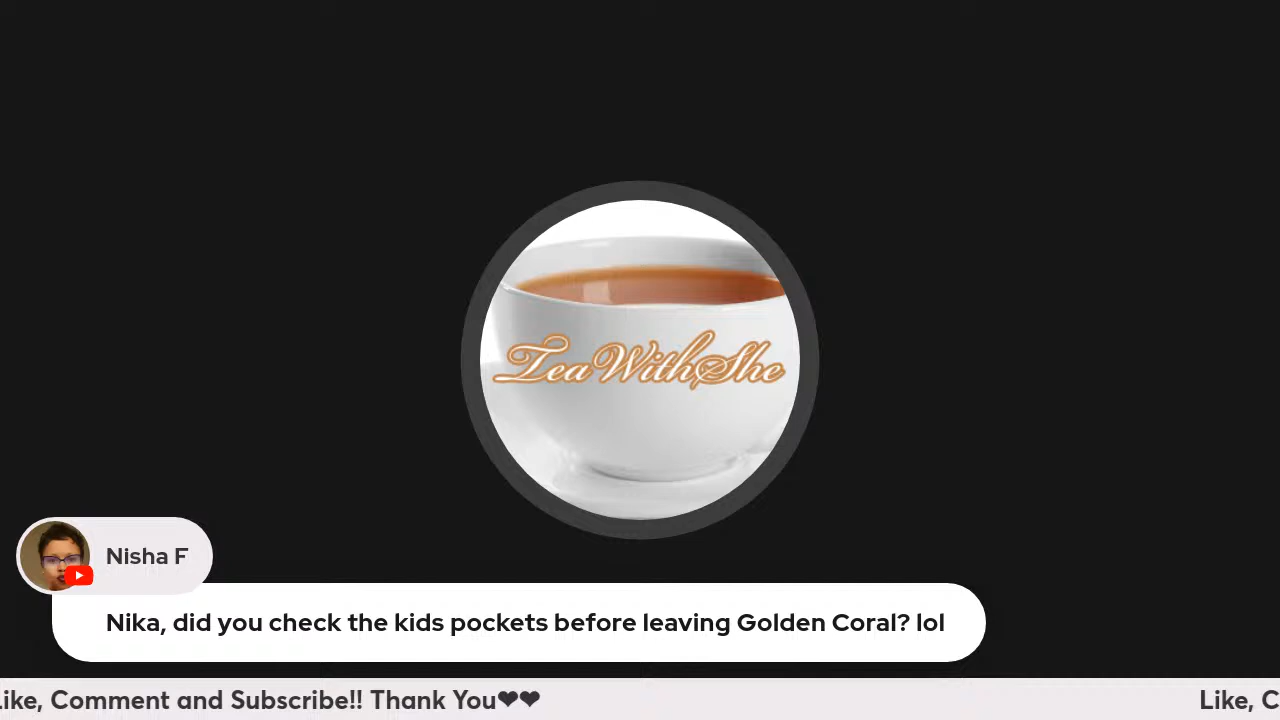 TeaWithShe
Nisha F
Nika, did you check the kids pockets before leaving Golden Coral? lol
Like, Comment and Subscribe!! Thank You❤❤
Like, C